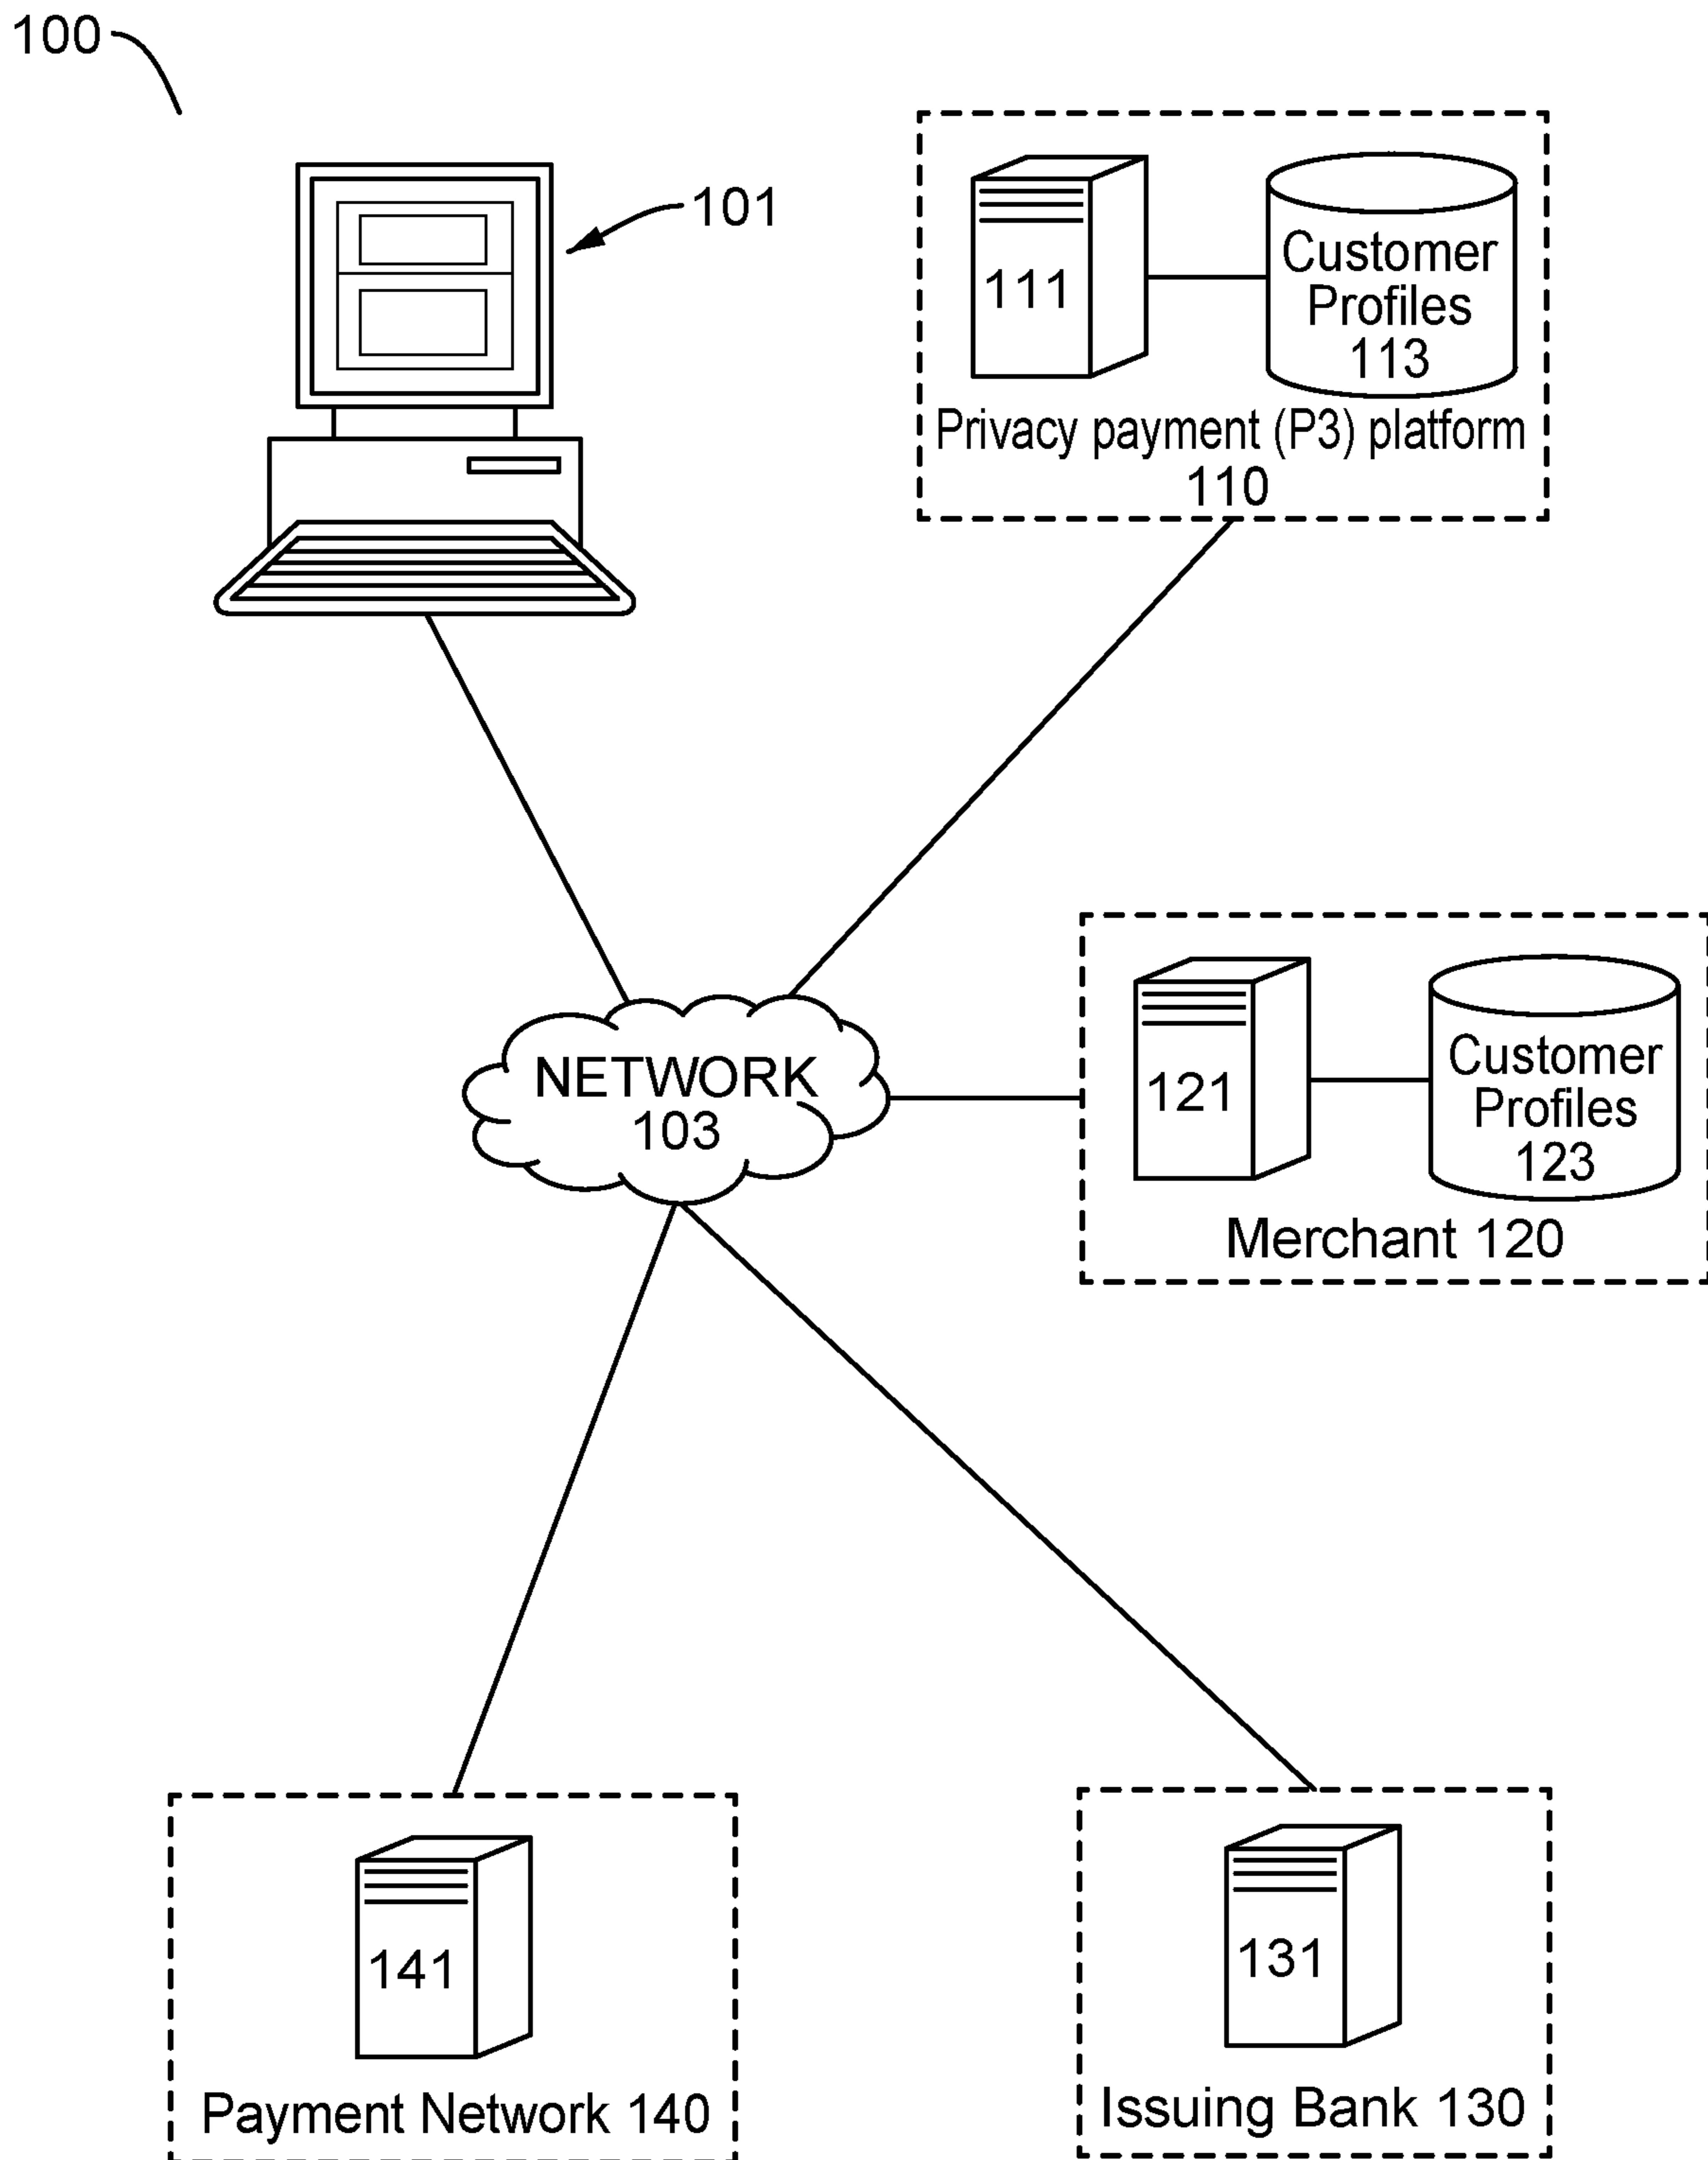 100
101
111
Customer
Profiles
113
Privacy payment (P3) platform
110
NETWORK
103
121
Customer
Profiles
123
Merchant 120
141
Payment Network 140
131
Issuing Bank 130